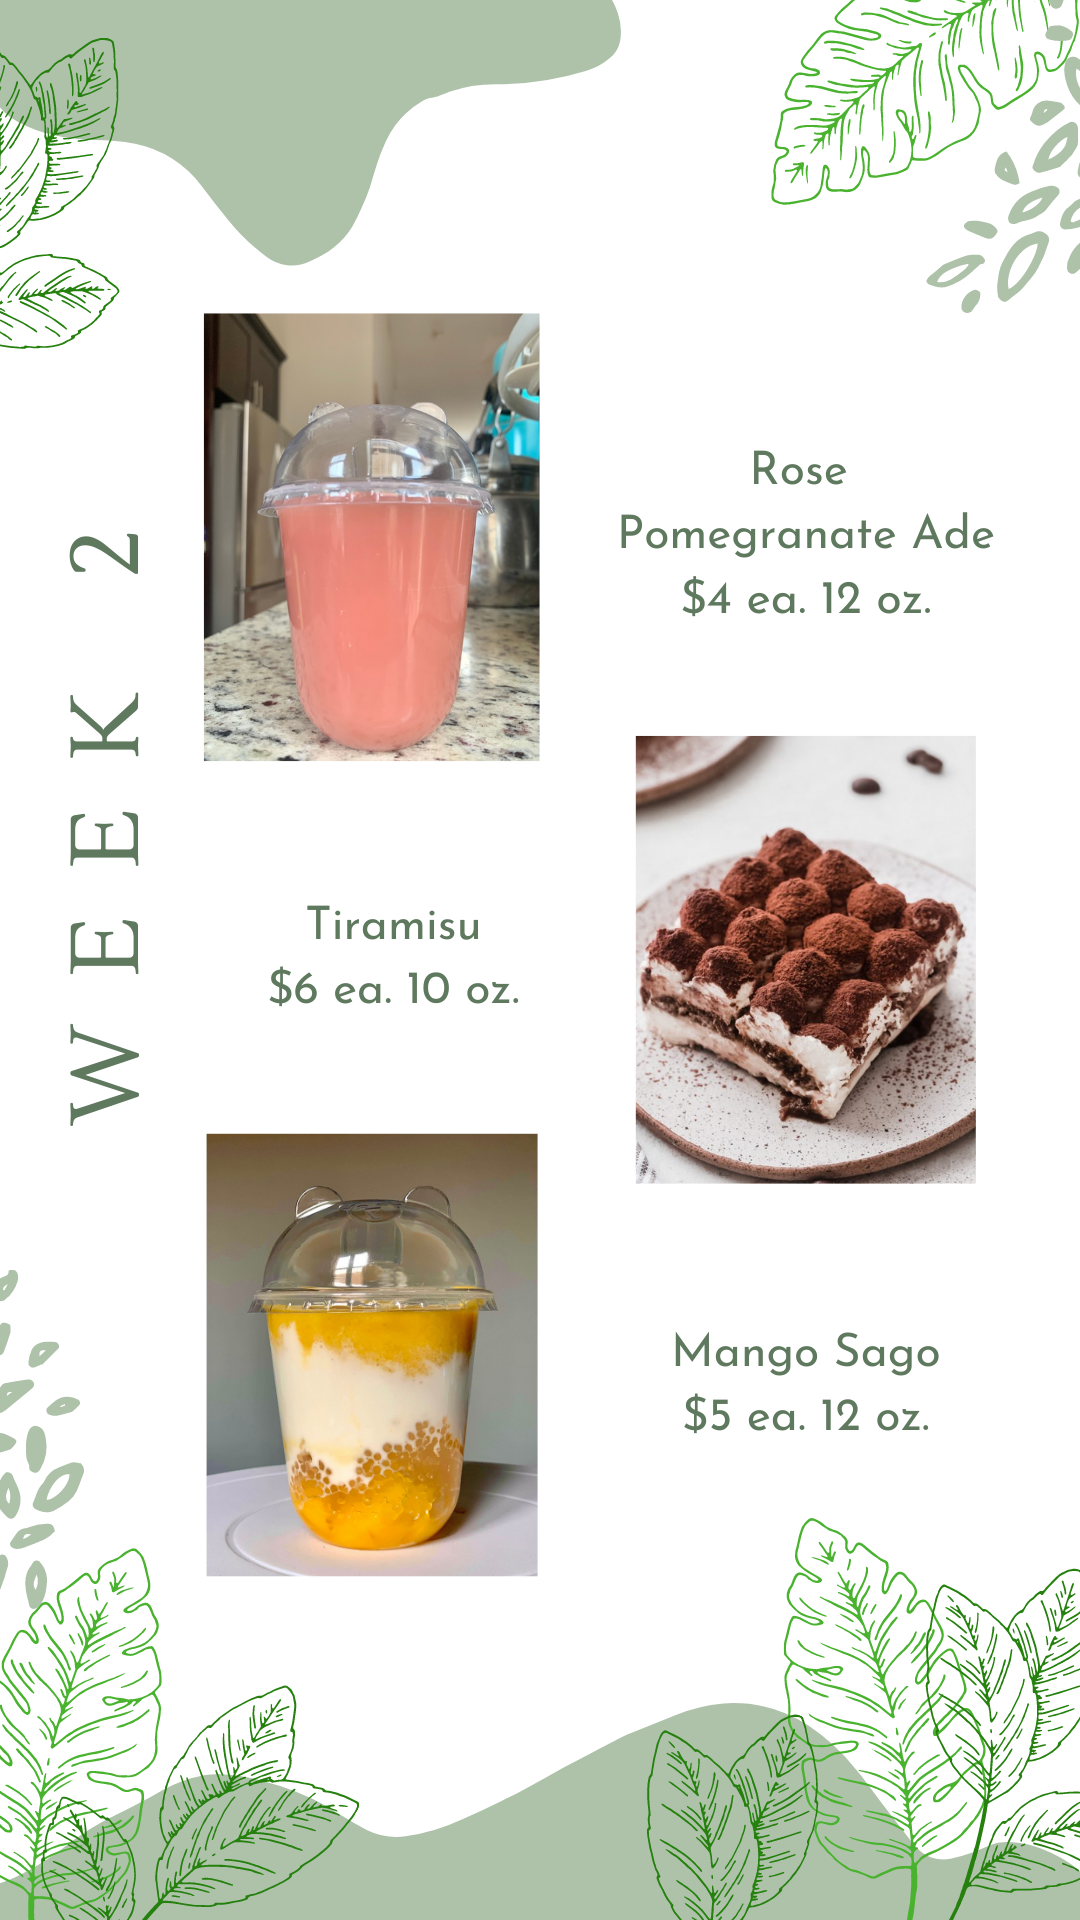 WEEK 2
Rose
Pomegranate Ade
$4 ea. 12 oz.
Tiramisu
$6 ea. 10 oz.
Mango Sago
$5 ea. 12 oz.